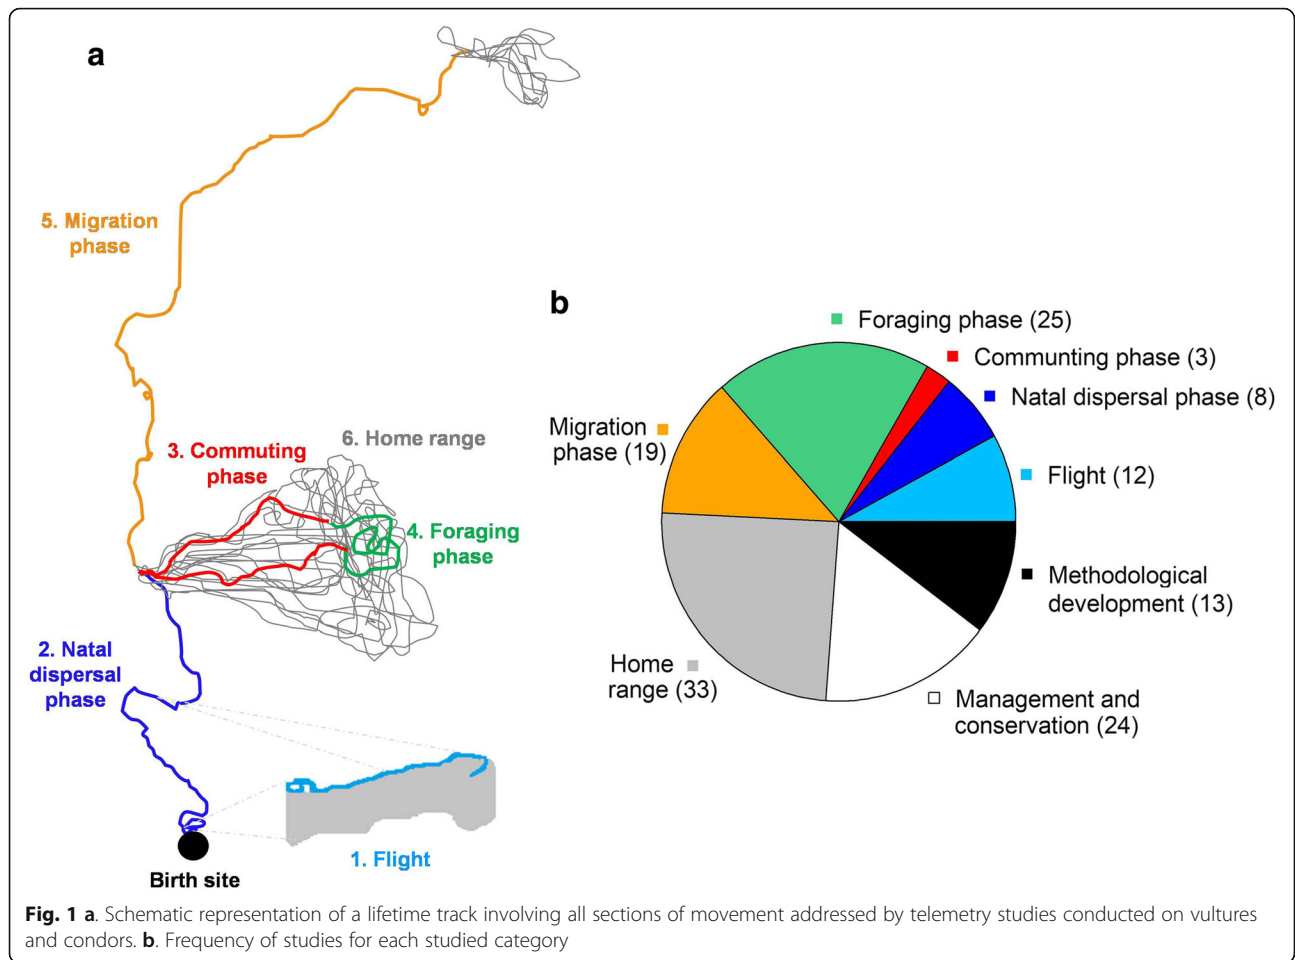 a
5. Migration
phase
3. Commuting
phase
6. Home range
4. Foraging
phase
2. Natal
dispersal
phase
1. Flight
Birth site
b
Foraging phase (25)
Communting phase (3)
Natal dispersal phase (8)
Flight (12)
Methodological
development (13)
Management and
conservation (24)
Home
range (33)
Migration
phase (19)
Fig. 1 a. Schematic representation of a lifetime track involving all sections of movement addressed by telemetry studies conducted on vultures
and condors. b. Frequency of studies for each studied category